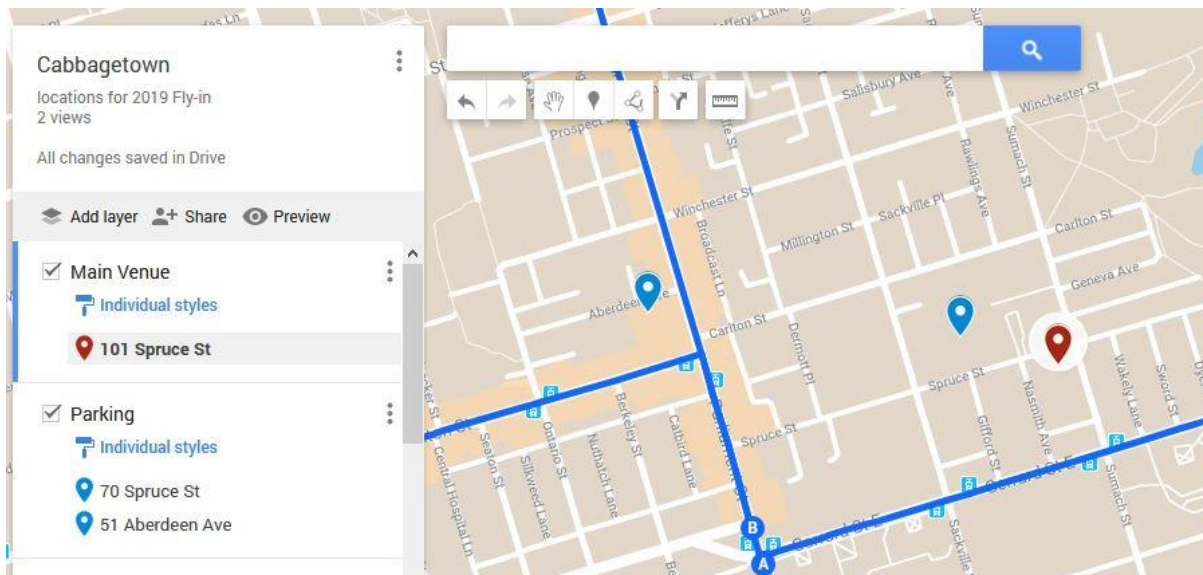 Cabbagetown
locations for 2019 Fly-in
2 views
All changes saved in Drive
Add layer
Share
Preview
Main Venue
Individual styles
101 Spruce St
Parking
Individual styles
70 Spruce St
51 Aberdeen Ave
St
Salisbury Ave
Winchester St
Prospect
Rawlings Ave
Sumach St
Winchester St
Broadcast Ln
Sackville Pl
Millington St
Carlton St
Geneva Ave
Aberdeen
Carlton St
Dermott Pl
Spruce St
Nasmith Ave
Wakely Lane
Sword St
Gifford St
Spruce St
Seaton St
Ontario St
Berkeley St
Catbird Lane
Nuthatch Lane
Silkweed Lane
Central Hospital Ln
Parliament St
Gerrard St E
Gerrard St E
Sackville
Sumach St
B
A